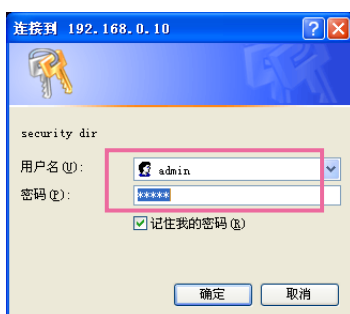 连接到 192.168.0.10
security dir
用户名(U): admin
密码(P): *****
记住我的密码(R)
确定 取消